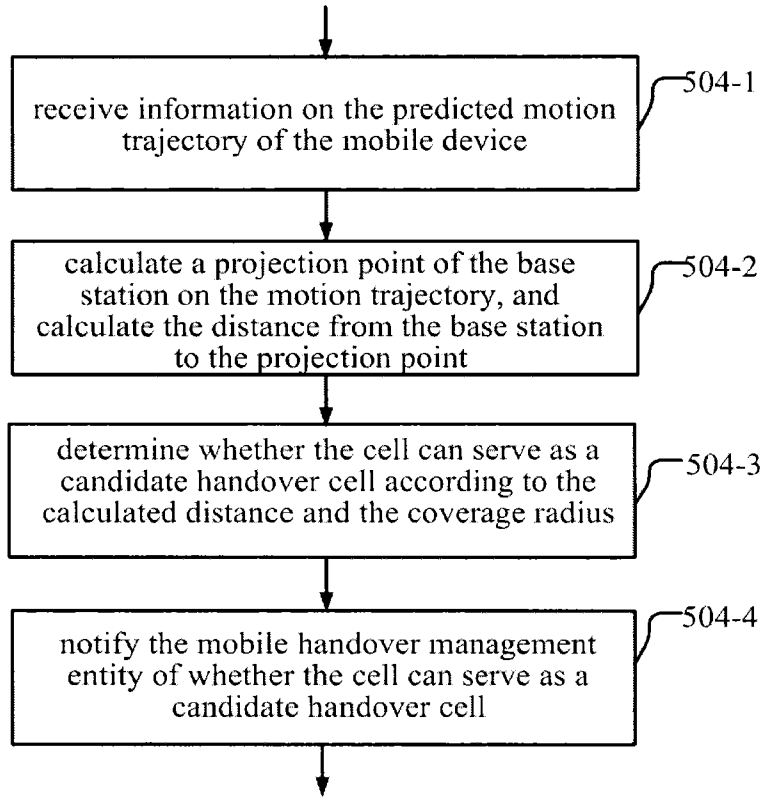 receive information on the predicted motion
trajectory of the mobile device
504-1
calculate a projection point of the base
station on the motion trajectory, and
calculate the distance from the base station
to the projection point
504-2
determine whether the cell can serve as a
candidate handover cell according to the
calculated distance and the coverage radius
504-3
notify the mobile handover management
entity of whether the cell can serve as a
candidate handover cell
504-4